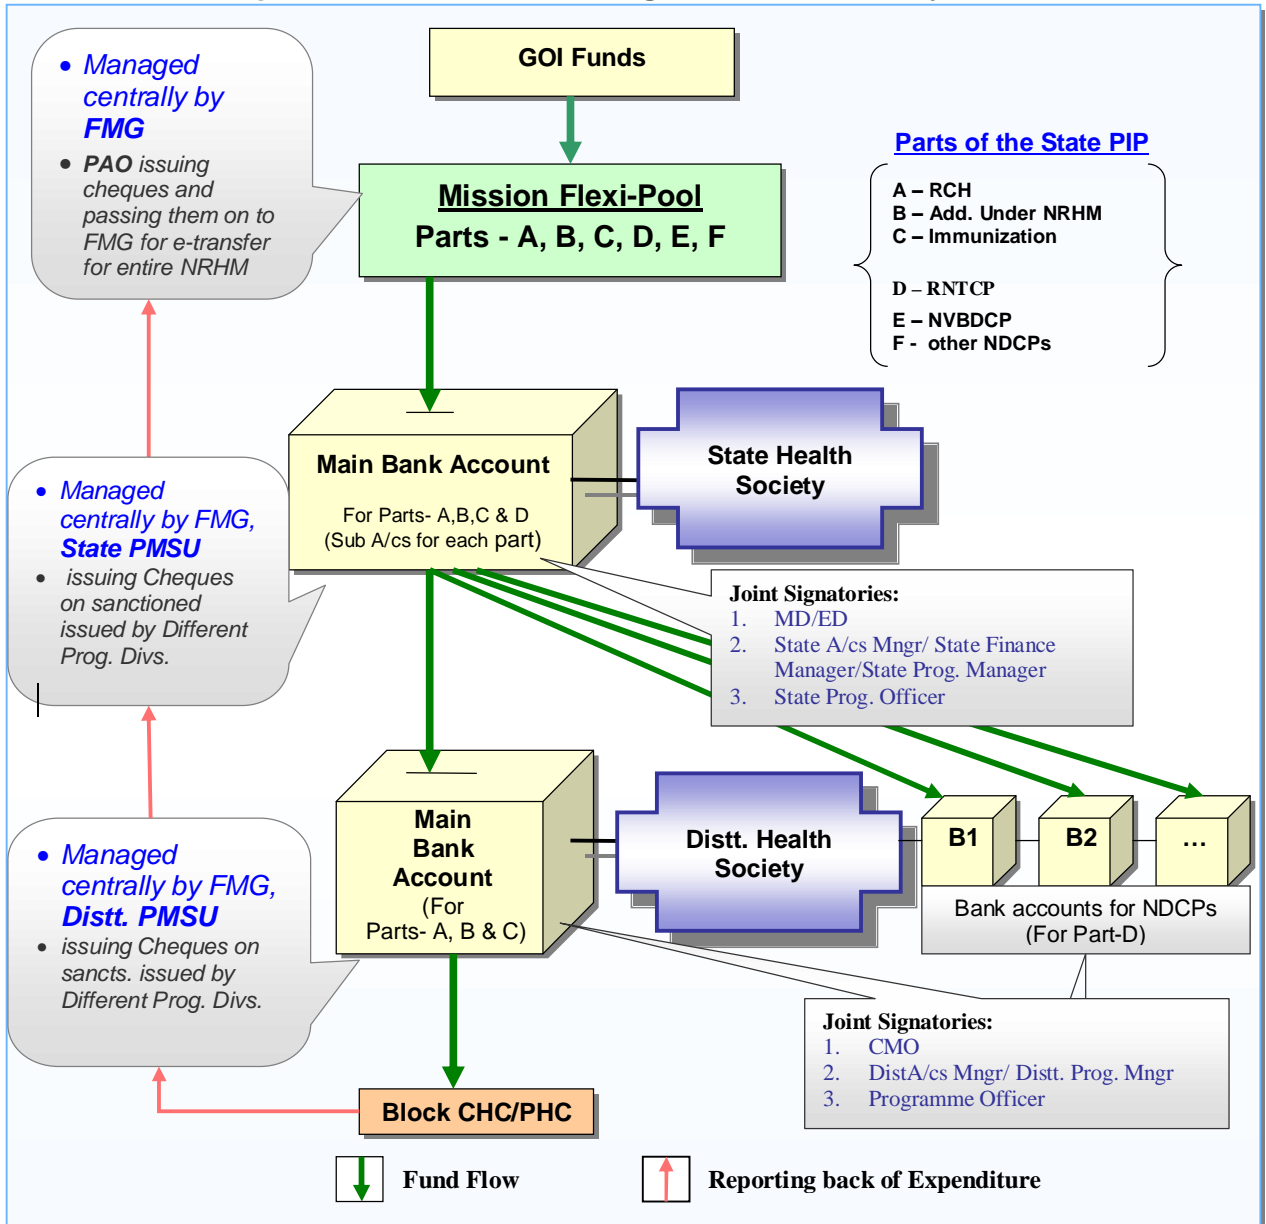 GOI Funds
• Managed
centrally by
FMG
• PAO issuing
cheques and
passing them on to
FMG for e-transfer
for entire NRHM
Mission Flexi-Pool
Parts - A, B, C, D, E, F
Parts of the State PIP
A – RCH
B – Add. Under NRHM
C – Immunization
D – RNTCP
E – NVBDCP
F - other NDCPs
Main Bank Account
For Parts- A,B,C & D
(Sub A/cs for each part)
State Health
Society
• Managed
centrally by FMG,
State PMSU
• issuing Cheques
on sanctioned
issued by Different
Prog. Divs.
Joint Signatories:
1. MD/ED
2. State A/cs Mngr/ State Finance
Manager/State Prog. Manager
3. State Prog. Officer
Main
Bank
Account
(For
Parts- A, B & C)
Distt. Health
Society
B1
B2
...
Bank accounts for NDCPs
(For Part-D)
• Managed
centrally by FMG,
Distt. PMSU
• issuing Cheques on
sancts. issued by
Different Prog. Divs.
Joint Signatories:
1. CMO
2. DistA/cs Mngr/ Distt. Prog. Mngr
3. Programme Officer
Block CHC/PHC
Fund Flow
Reporting back of Expenditure